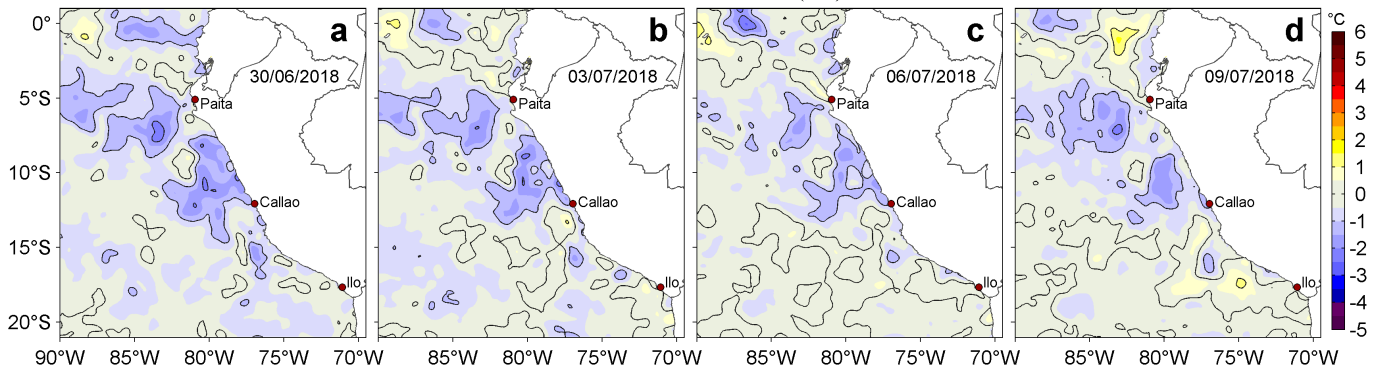 a
b
c
d
°C
30/06/2018
03/07/2018
06/07/2018
09/07/2018
Paita
Paita
Paita
Paita
Callao
Callao
Callao
Callao
Ilo
Ilo
Ilo
Ilo
0°
5°S
10°S
15°S
20°S
90°W 85°W 80°W 75°W 70°W
85°W 80°W 75°W 70°W
85°W 80°W 75°W 70°W
85°W 80°W 75°W 70°W
6
5
4
3
2
1
0
-1
-2
-3
-4
-5